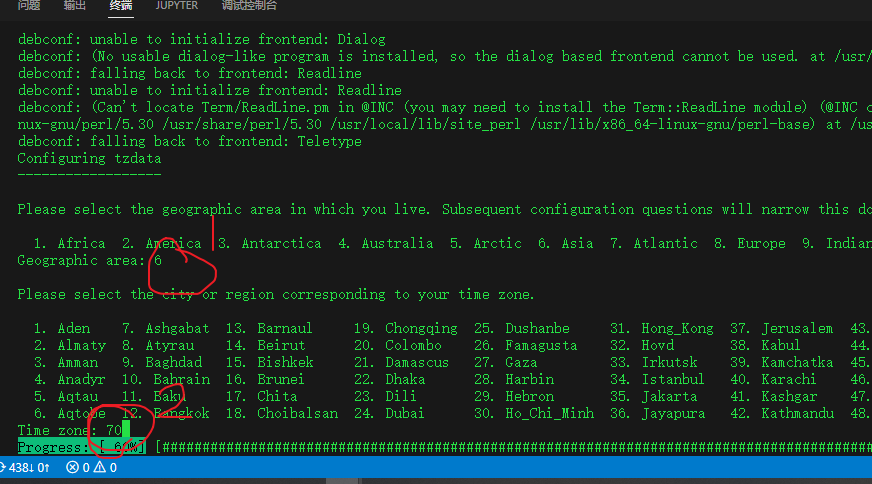 问题 输出 终端 JUPYTER 调试控制台
debconf: unable to initialize frontend: Dialog
debconf: (No usable dialog-like program is installed, so the dialog based frontend cannot be used. at /usr/
debconf: falling back to frontend: Readline
debconf: unable to initialize frontend: Readline
debconf: (Can't locate Term/ReadLine.pm in @INC (you may need to install the Term::ReadLine module) (@INC c
nux-gnu/perl/5.30 /usr/share/perl/5.30 /usr/local/lib/site_perl /usr/lib/x86_64-linux-gnu/perl-base) at /us
debconf: falling back to frontend: Teletype
Configuring tzdata
------------------
Please select the geographic area in which you live. Subsequent configuration questions will narrow this do
1. Africa 2. America 3. Antarctica 4. Australia 5. Arctic 6. Asia 7. Atlantic 8. Europe 9. Indian
Geographic area: 6
Please select the city or region corresponding to your time zone.
1. Aden 7. Ashgabat 13. Barnaul 19. Chongqing 25. Dushanbe 31. Hong_Kong 37. Jerusalem 43.
2. Almaty 8. Atyrau 14. Beirut 20. Colombo 26. Famagusta 32. Hovd 38. Kabul 44.
3. Amman 9. Baghdad 15. Bishkek 21. Damascus 27. Gaza 33. Irkutsk 39. Kamchatka 45.
4. Anadyr 10. Bahrain 16. Brunei 22. Dhaka 28. Harbin 34. Istanbul 40. Karachi 46.
5. Aqtau 11. Baku 17. Chita 23. Dili 29. Hebron 35. Jakarta 41. Kashgar 47.
6. Aqtobe 12. Bangkok 18. Choibalsan 24. Dubai 30. Ho_Chi_Minh 36. Jayapura 42. Kathmandu 48.
Time zone: 70
Progress: [ 60%] [##########################################################################################
438↓ 0↑ 0 0